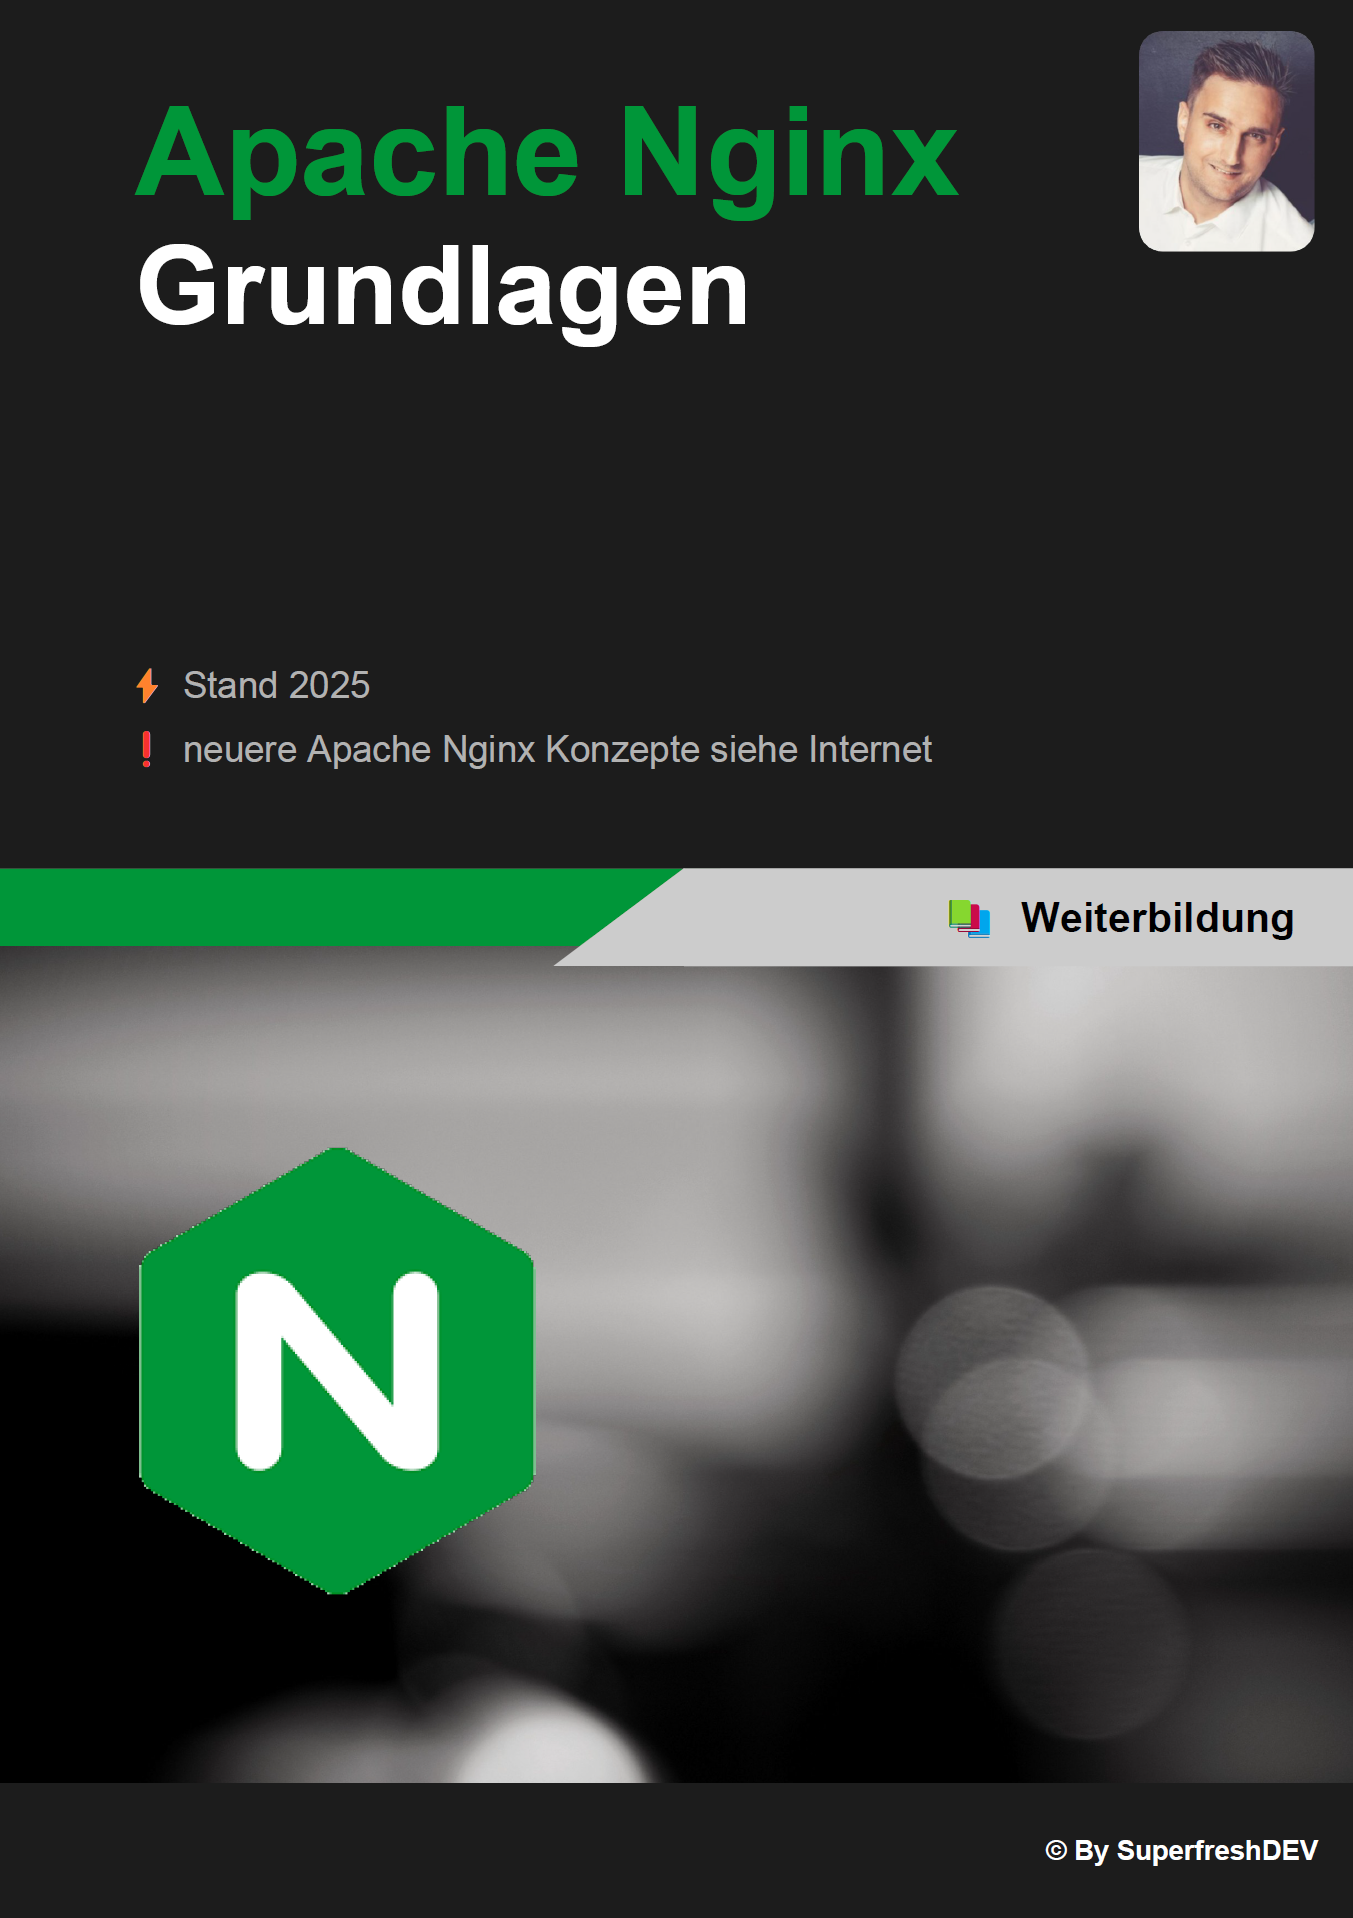 Apache Nginx
Grundlagen
Stand 2025
neuere Apache Nginx Konzepte siehe Internet
Weiterbildung
N
© By SuperfreshDEV